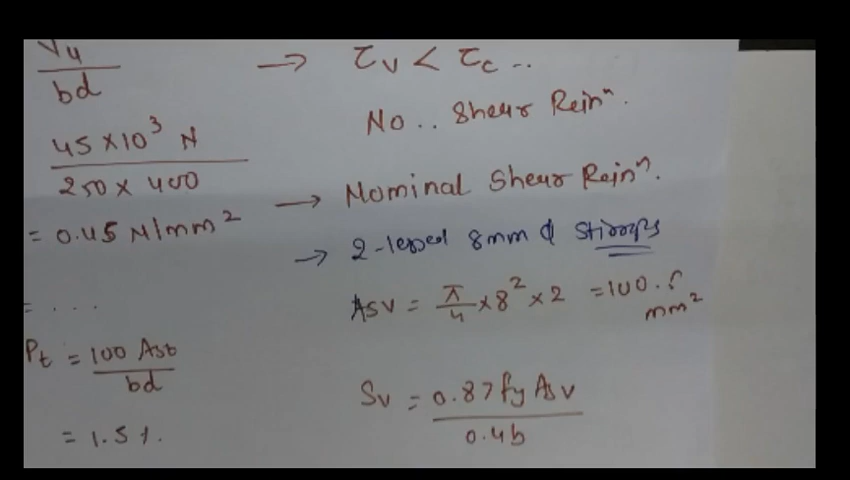 Vu
bd
45 × 10³ N
250 × 400
= 0.45 N/mm²
= ....
Pt = 100 Ast
bd
= 1.5 %.
→ τv < τc ..
No .. Shear Reinⁿ.
→ Nominal Shear Reinⁿ.
→ 2-legged 8mm ϕ Stirrups
Asv = π/4 × 8² × 2 = 100.5
mm²
Sv = 0.87 fy Asv
0.4b